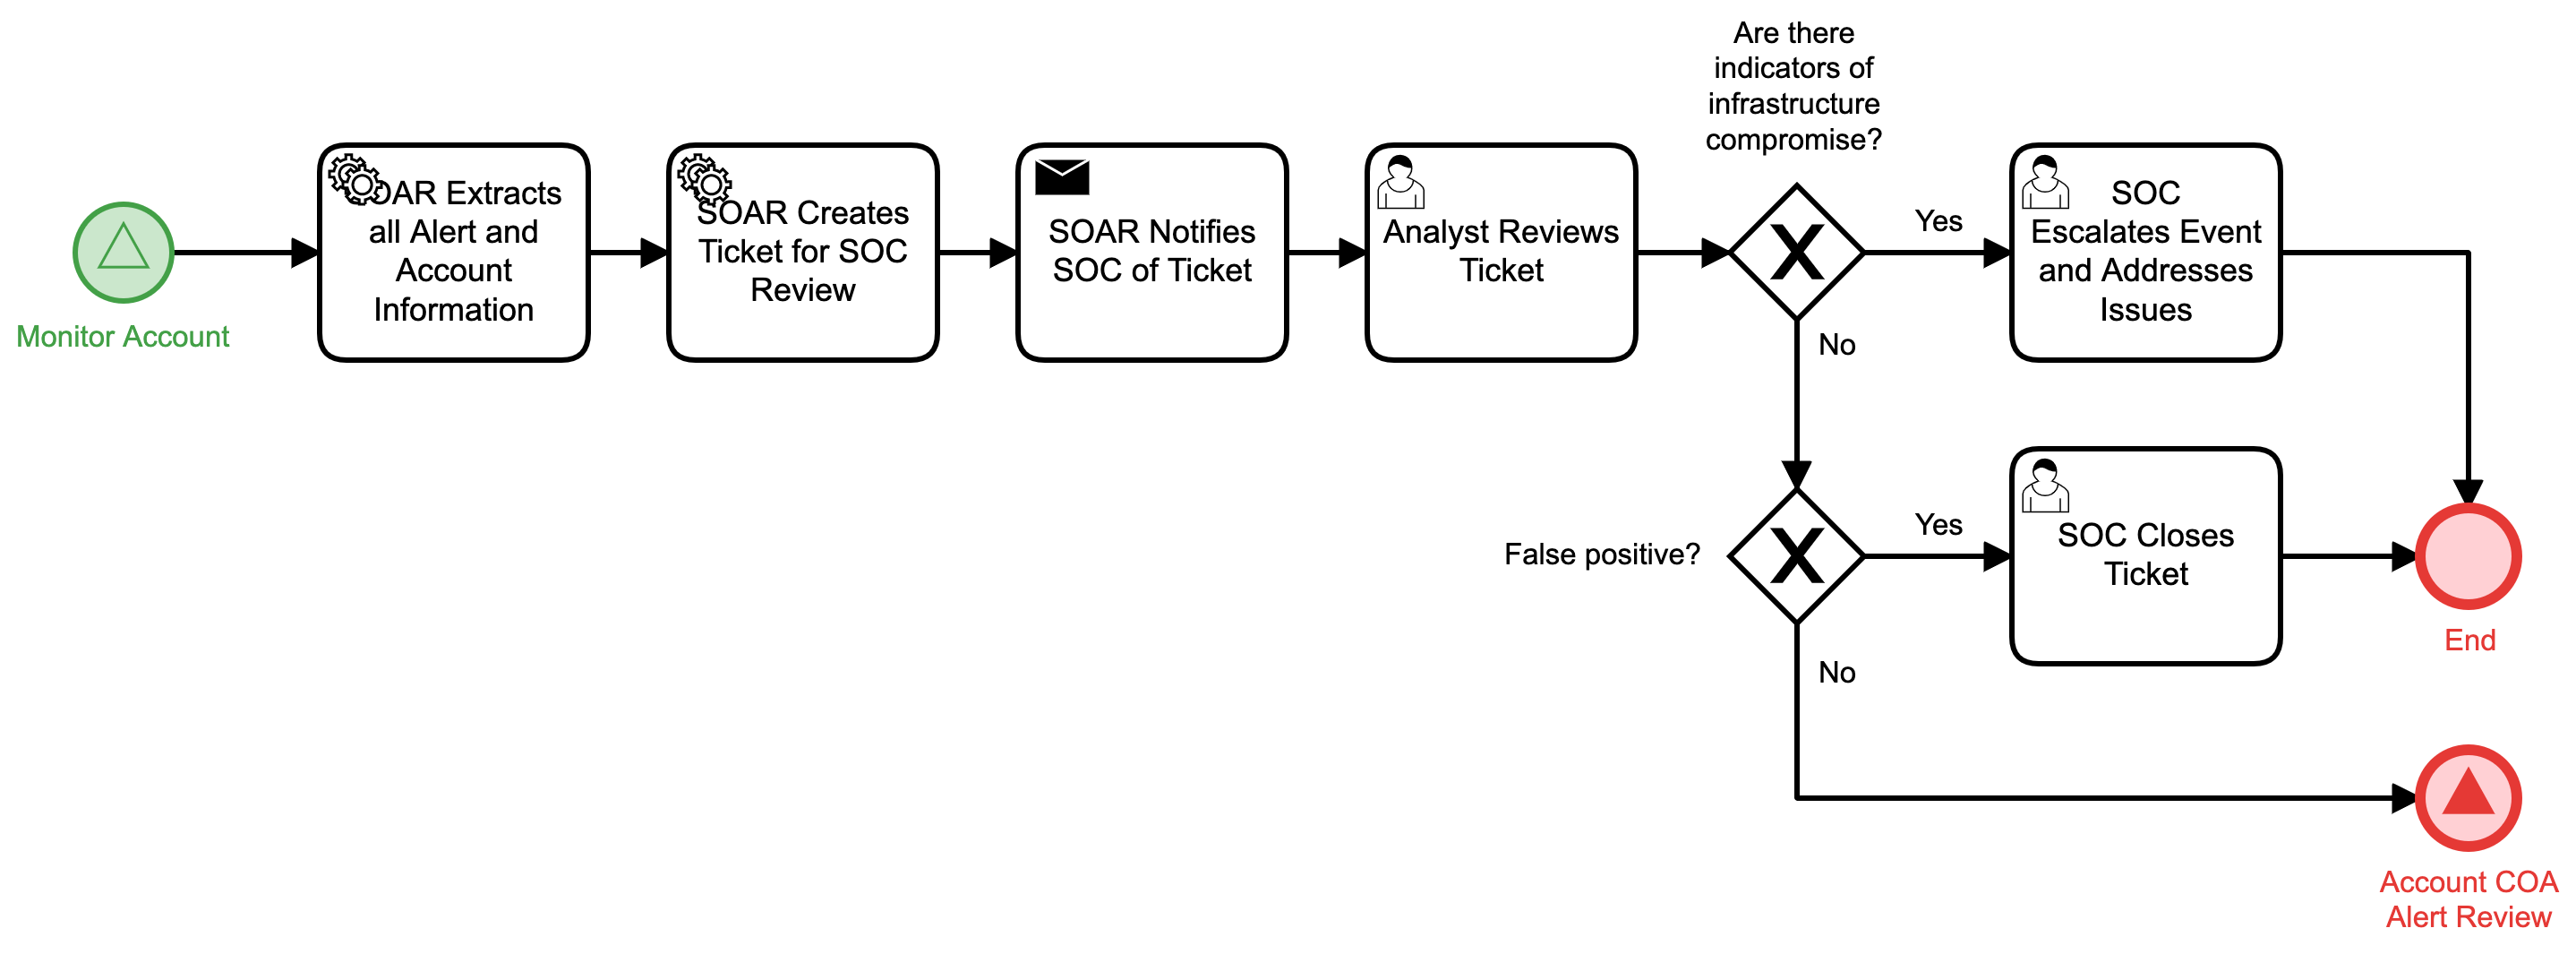 Monitor Account
OAR Extracts
all Alert and
Account
Information
SOAR Creates
Ticket for SOC
Review
SOAR Notifies
SOC of Ticket
Analyst Reviews
Ticket
Are there
indicators of
infrastructure
compromise?
X
Yes
No
SOC
Escalates Event
and Addresses
Issues
False positive?
X
Yes
No
SOC Closes
Ticket
End
Account COA
Alert Review